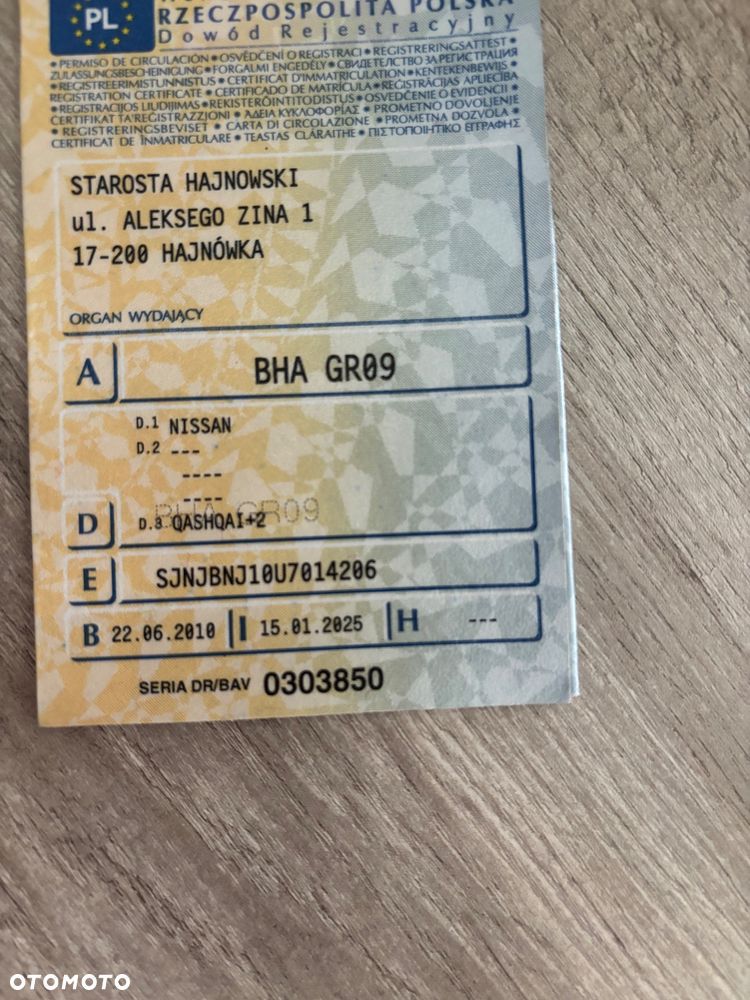 PL
RZECZPOSPOLITA POLSKA
Dowód Rejestracyjny
• PERMISO DE CIRCULACIÓN • OSVĚDČENÍ O REGISTRACI • REGISTRERINGSATTEST •
ZULASSUNGSBESCHEINIGUNG • FORGALMI ENGEDÉLY • СВИДЕТЕЛСТВО ЗА РЕГИСТРАЦИЯ
• REGISTREERIMISTUNNISTUS • CERTIFICAT D'IMMATRICULATION • KENTEKENBEWIJS •
REGISTRATION CERTIFICATE • CERTIFICADO DE MATRÍCULA • REĢISTRĀCIJAS APLIECĪBA
• REGISTRACIJOS LIUDIJIMAS • REKISTERÖINTITODISTUS • OSVEDČENIE O EVIDENCII •
ĊERTIFIKAT TA'REĠISTRAZZJONI • ΑΔΕΙΑ ΚΥΚΛΟΦΟΡΙΑΣ • PROMETNO DOVOLJENJE
• REGISTRERINGSBEVISET • CARTA DI CIRCOLAZIONE • PROMETNA DOZVOLA •
CERTIFICAT DE ÎNMATRICULARE • TEASTAS CLÁRAITHE • ΠΙΣΤΟΠΟΙΗΤΙΚΟ ΕΓΓΡΑΦΗΣ
STAROSTA HAJNOWSKI
ul. ALEKSEGO ZINA 1
17-200 HAJNÓWKA
ORGAN WYDAJĄCY
A BHA GR09
D.1 NISSAN
D.2 ---
----
----
BHA GR09
D D.3 QASHQAI+2
E SJNJBNJ10U7014206
B 22.06.2010 I 15.01.2025 H ---
SERIA DR/BAV 0303850
OTOMOTO